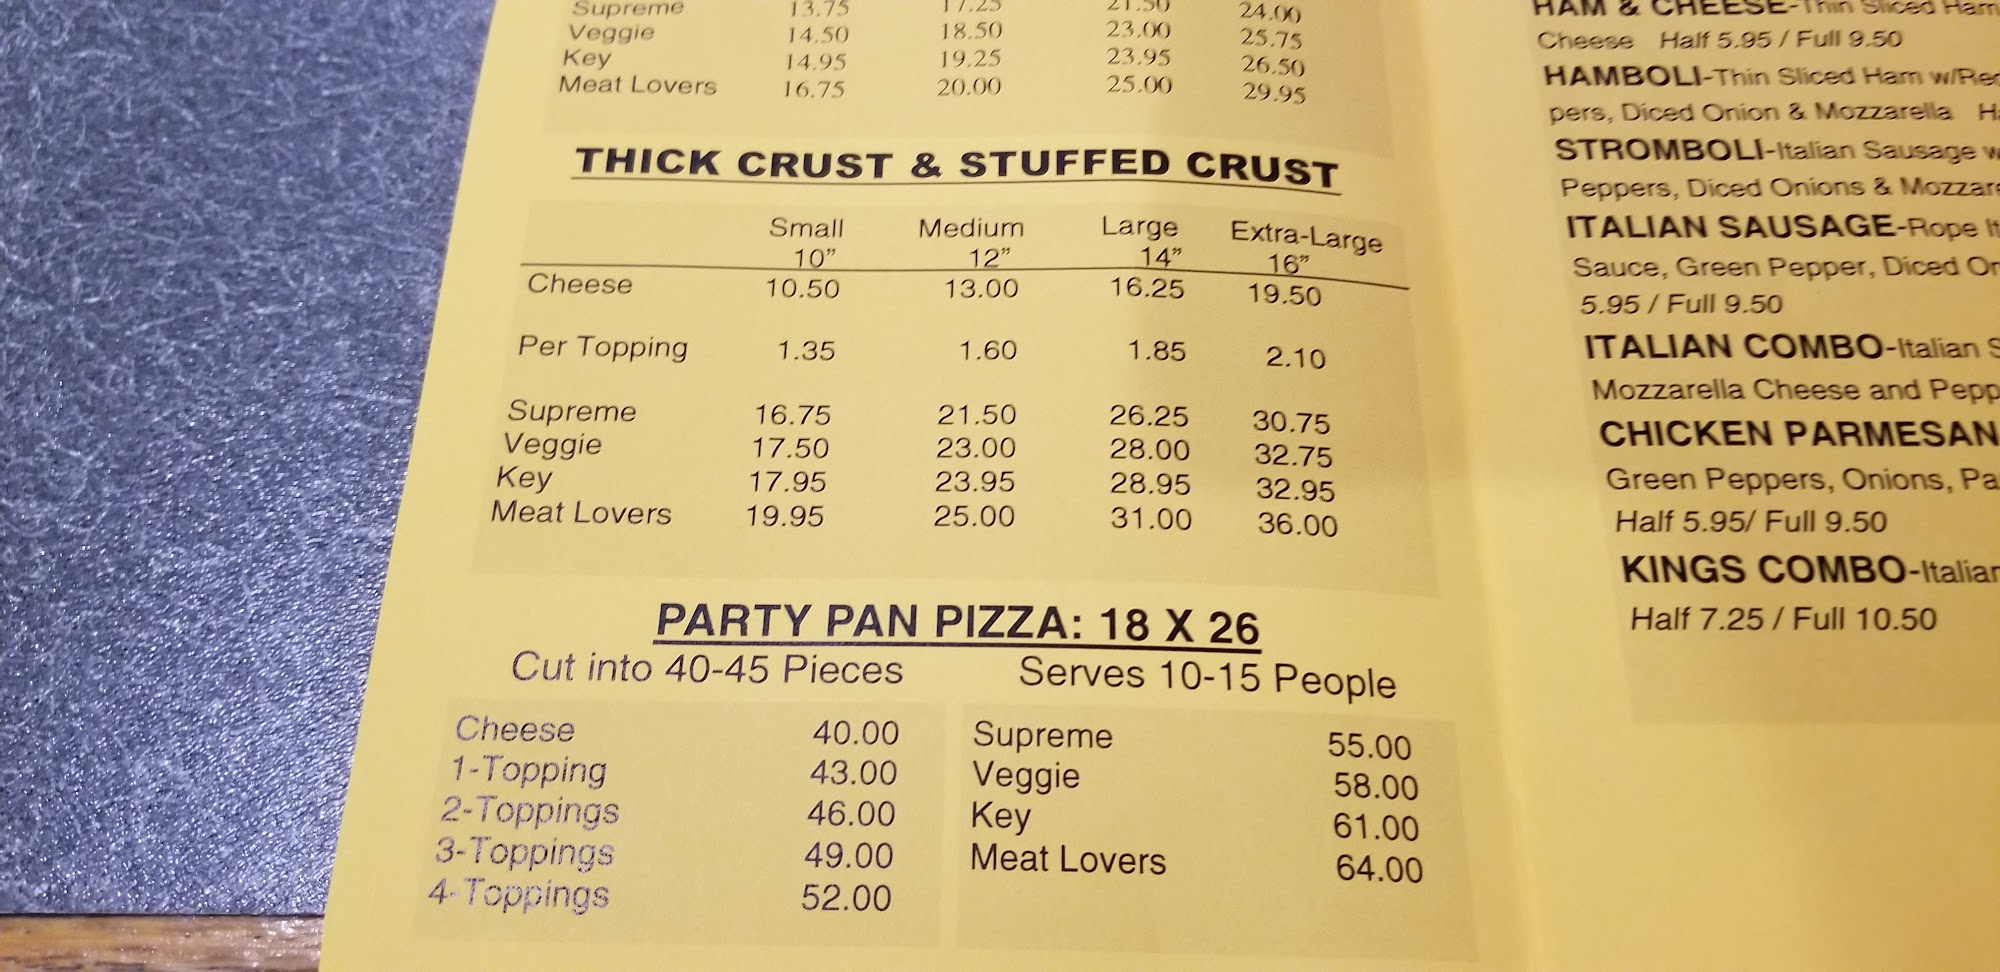 Supreme 13.75 17.25 21.50 24.00
Veggie 14.50 18.50 23.00 25.75
Key 14.95 19.25 23.95 26.50
Meat Lovers 16.75 20.00 25.00 29.95
THICK CRUST & STUFFED CRUST
Small Medium Large Extra-Large
10" 12" 14" 16"
Cheese 10.50 13.00 16.25 19.50
Per Topping 1.35 1.60 1.85 2.10
Supreme 16.75 21.50 26.25 30.75
Veggie 17.50 23.00 28.00 32.75
Key 17.95 23.95 28.95 32.95
Meat Lovers 19.95 25.00 31.00 36.00
PARTY PAN PIZZA: 18 X 26
Cut into 40-45 Pieces Serves 10-15 People
Cheese 40.00
1-Topping 43.00
2-Toppings 46.00
3-Toppings 49.00
4-Toppings 52.00
Supreme 55.00
Veggie 58.00
Key 61.00
Meat Lovers 64.00
HAM & CHEESE-Thin Sliced Ham
Cheese Half 5.95 / Full 9.50
HAMBOLI-Thin Sliced Ham
pers, Diced Onion & Mozzarella
STROMBOLI-Italian Sausage
Peppers, Diced Onions &
ITALIAN SAUSAGE-Rope
Sauce, Green Pepper, Diced
5.95 / Full 9.50
ITALIAN COMBO-Italian
Mozzarella Cheese and
CHICKEN PARMESAN
Green Peppers, Onions,
Half 5.95/ Full 9.50
KINGS COMBO-Italian
Half 7.25 / Full 10.50